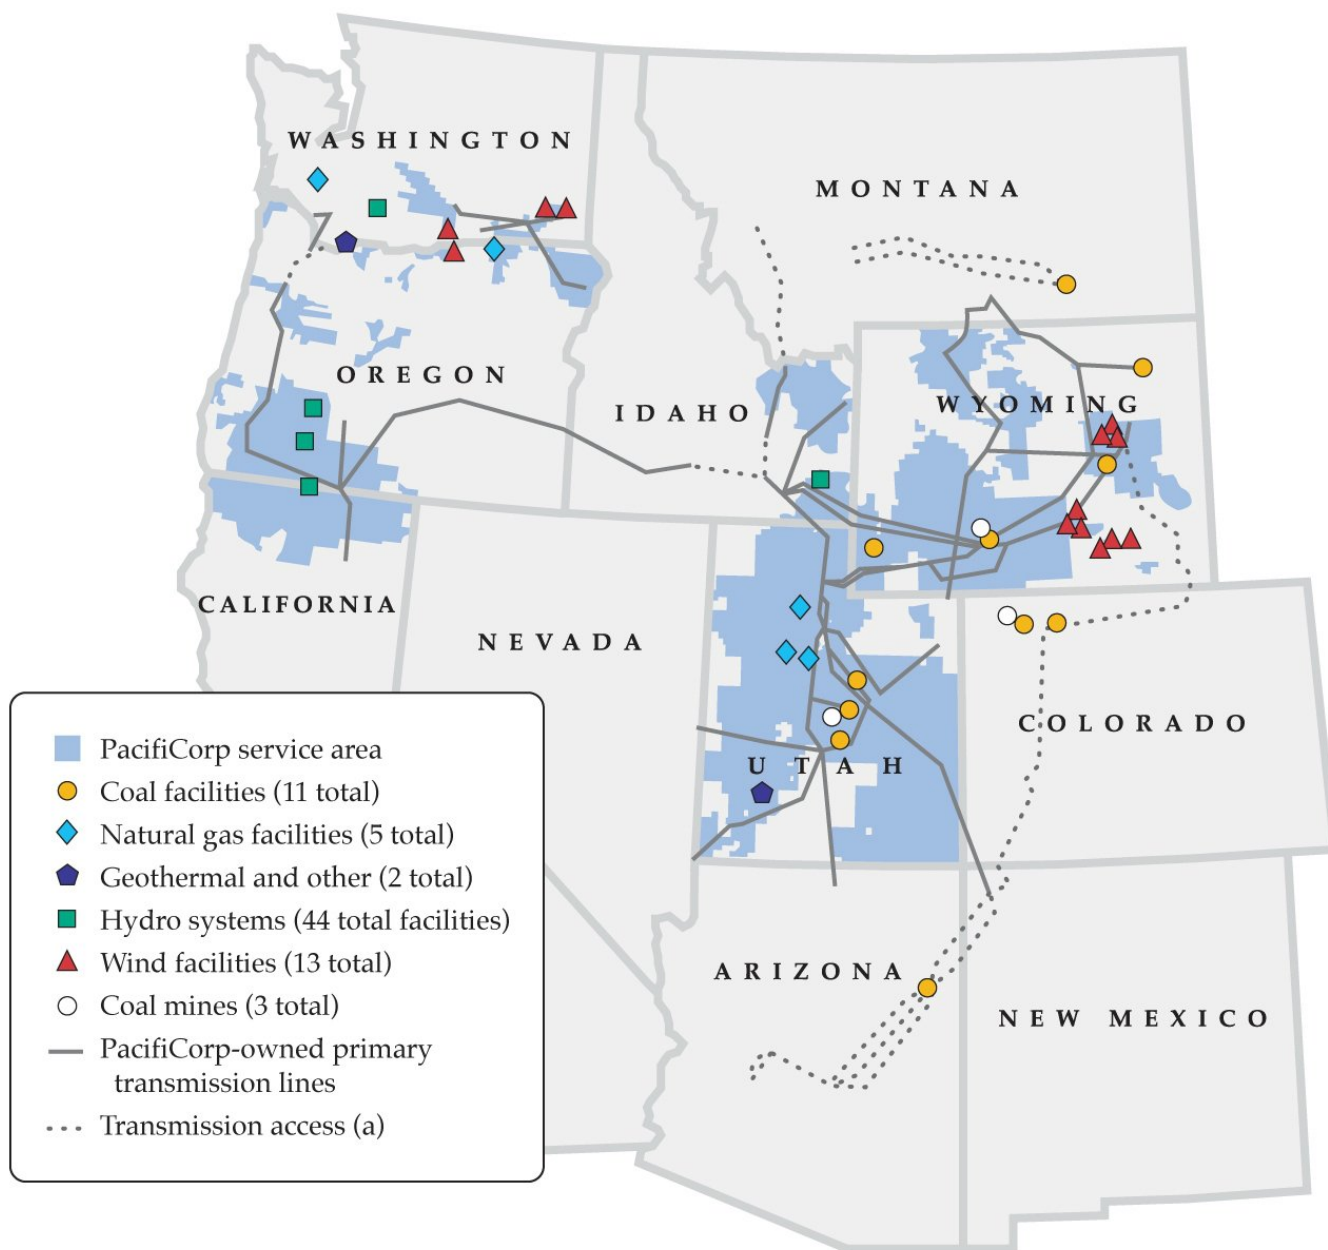 WASHINGTON
MONTANA
OREGON
IDAHO
WYOMING
CALIFORNIA
NEVADA
UTAH
COLORADO
ARIZONA
NEW MEXICO
PacifiCorp service area
Coal facilities (11 total)
Natural gas facilities (5 total)
Geothermal and other (2 total)
Hydro systems (44 total facilities)
Wind facilities (13 total)
Coal mines (3 total)
PacifiCorp-owned primary
transmission lines
Transmission access (a)